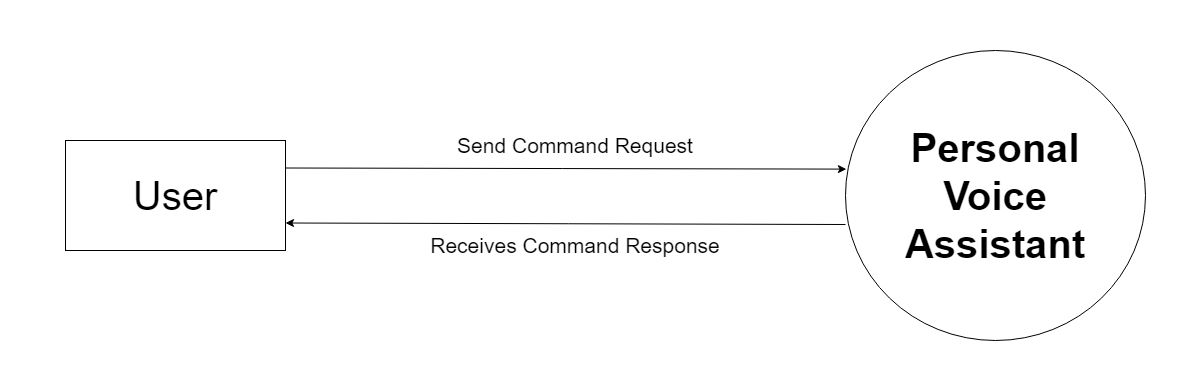 Send Command Request
User
Personal
Voice
Assistant
Receives Command Response